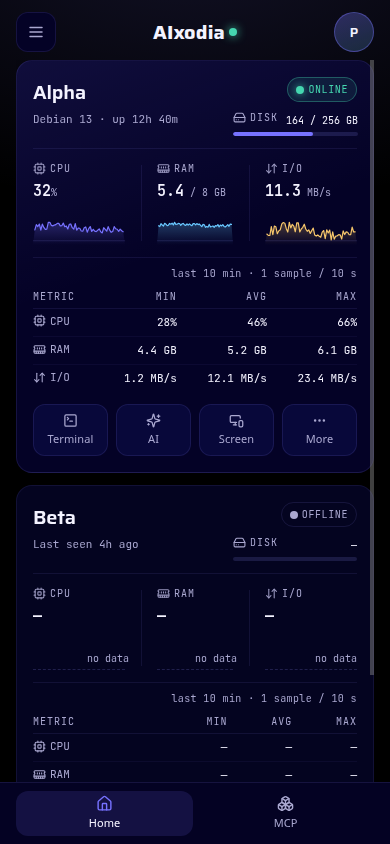 AIxodia
P
Alpha
ONLINE
Debian 13 · up 12h 40m
DISK 164 / 256 GB
CPU
RAM
I/O
32%
5.4 / 8 GB
11.3 MB/s
last 10 min · 1 sample / 10 s
METRIC MIN AVG MAX
CPU 28% 46% 66%
RAM 4.4 GB 5.2 GB 6.1 GB
I/O 1.2 MB/s 12.1 MB/s 23.4 MB/s
Terminal
AI
Screen
More
Beta
OFFLINE
Last seen 4h ago
DISK —
CPU
RAM
I/O
— — —
no data no data no data
last 10 min · 1 sample / 10 s
METRIC MIN AVG MAX
CPU — — —
RAM — — —
Home
MCP